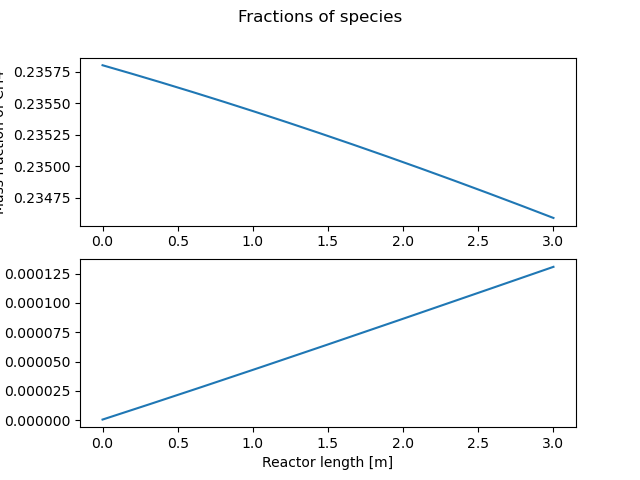 Fractions of species
Mass fraction of CH4
0.23575
0.23550
0.23525
0.23500
0.23475
0.0 0.5 1.0 1.5 2.0 2.5 3.0
0.000125
0.000100
0.000075
0.000050
0.000025
0.000000
0.0 0.5 1.0 1.5 2.0 2.5 3.0
Reactor length [m]